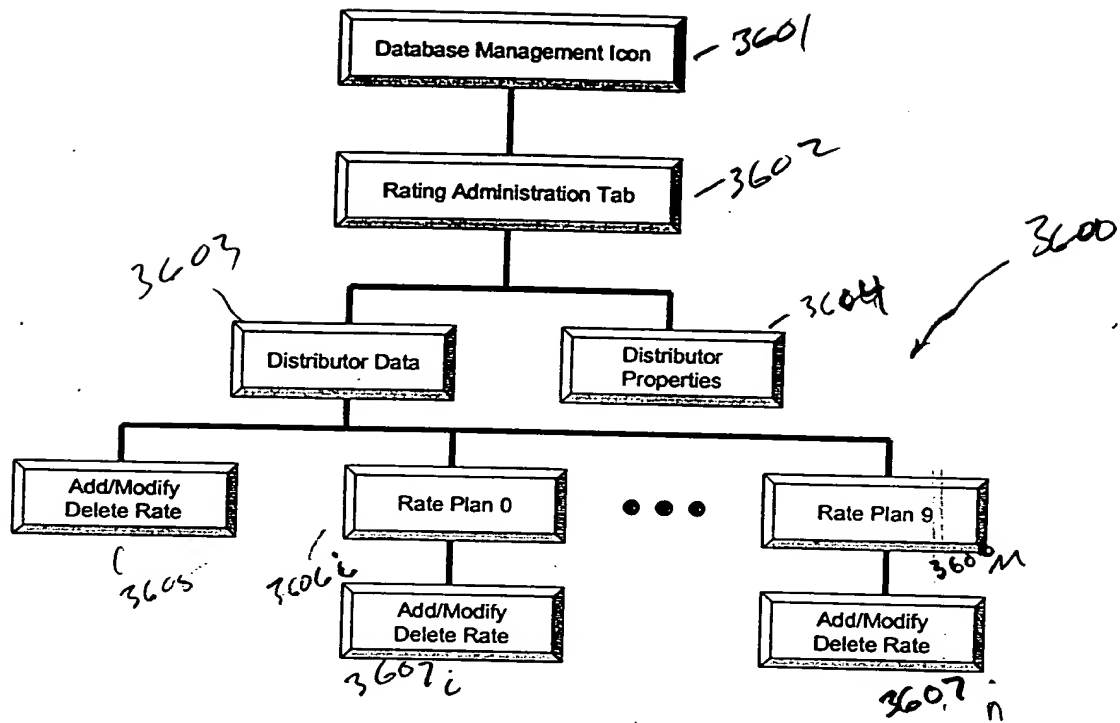 Database Management Icon
3601
Rating Administration Tab
3602
3600
3603
3604
Distributor Data
Distributor
Properties
Add/Modify
Delete Rate
Rate Plan 0
Rate Plan 9
3605
3606i
Add/Modify
Delete Rate
Add/Modify
Delete Rate
3607i
3607n